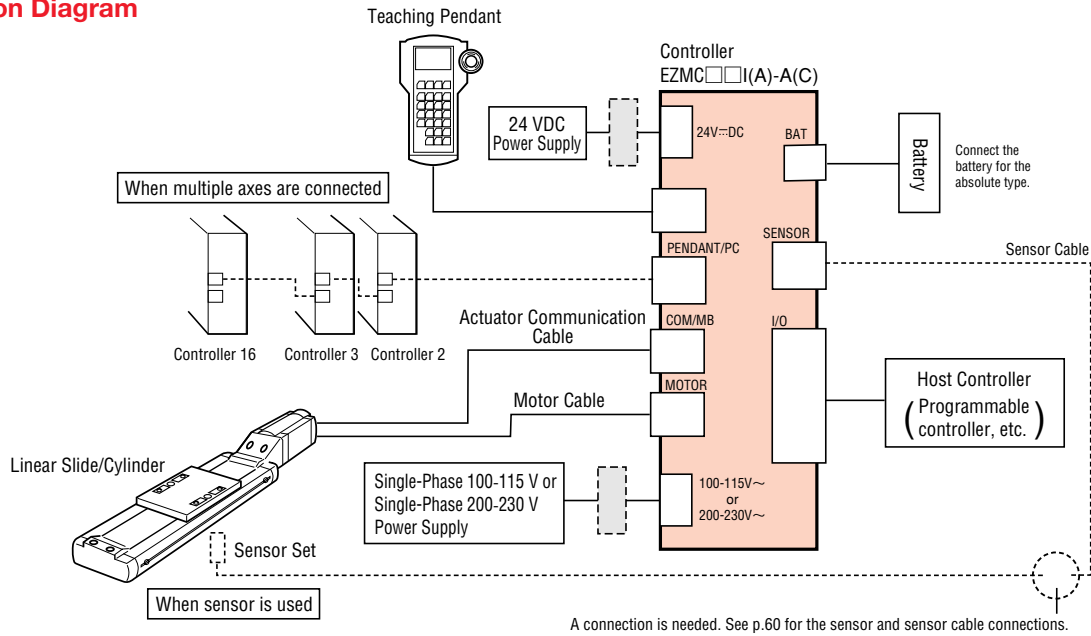 on Diagram
Teaching Pendant
Controller
EZMC□□I(A)-A(C)
24 VDC
Power Supply
24V⎓DC
BAT
Battery
Connect the
battery for the
absolute type.
When multiple axes are connected
PENDANT/PC
SENSOR
Sensor Cable
Controller 16
Controller 3
Controller 2
Actuator Communication
Cable
COM/MB
I/O
MOTOR
Motor Cable
Host Controller
(Programmable
controller, etc.)
Linear Slide/Cylinder
Single-Phase 100-115 V or
Single-Phase 200-230 V
Power Supply
100-115V~
or
200-230V~
Sensor Set
When sensor is used
A connection is needed. See p.60 for the sensor and sensor cable connections.